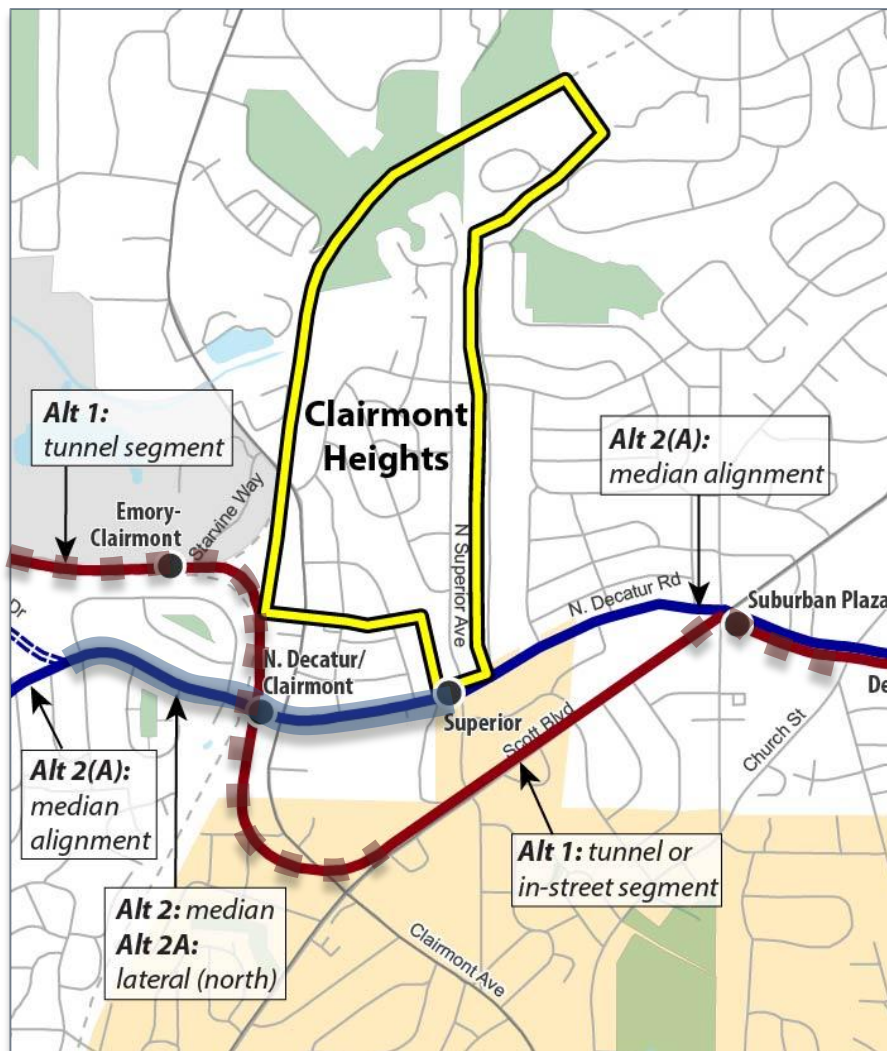 Clairmont
Heights
Alt 1:
tunnel segment
Alt 2(A):
median alignment
Emory-
Clairmont
Starvine Way
N Superior Ave
N. Decatur Rd
Suburban Plaza
Dr
N. Decatur/
Clairmont
Superior
De
Scott Blvd
Church St
Alt 2(A):
median
alignment
Alt 1: tunnel or
in-street segment
Alt 2: median
Alt 2A:
lateral (north)
Clairmont Ave